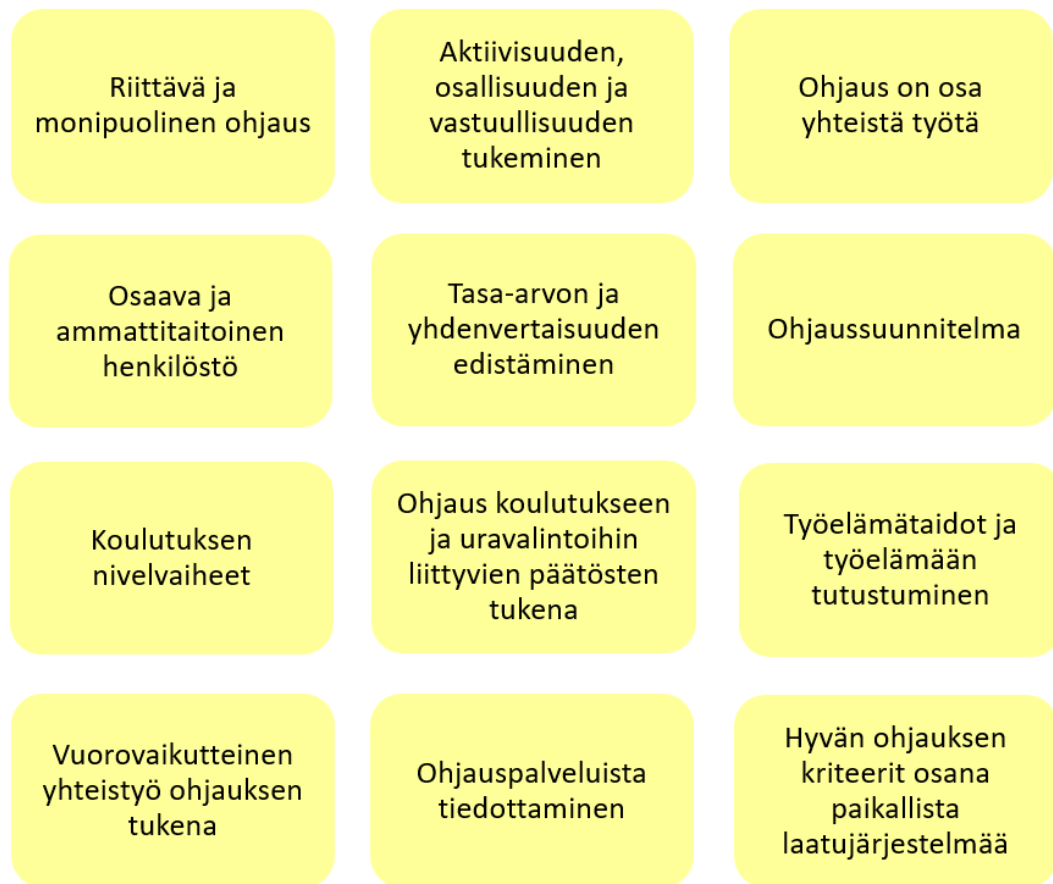 Riittävä ja
monipuolinen ohjaus
Aktiivisuuden,
osallisuuden ja
vastuullisuuden
tukeminen
Ohjaus on osa
yhteistä työtä
Osaava ja
ammattitaitoinen
henkilöstö
Tasa-arvon ja
yhdenvertaisuuden
edistäminen
Ohjaussuunnitelma
Koulutuksen
nivelvaiheet
Ohjaus koulutukseen
ja uravalintoihin
liittyvien päätösten
tukena
Työelämätaidot ja
työelämään
tutustuminen
Vuorovaikutteinen
yhteistyö ohjauksen
tukena
Ohjauspalveluista
tiedottaminen
Hyvän ohjauksen
kriteerit osana
paikallista
laatujärjestelmää